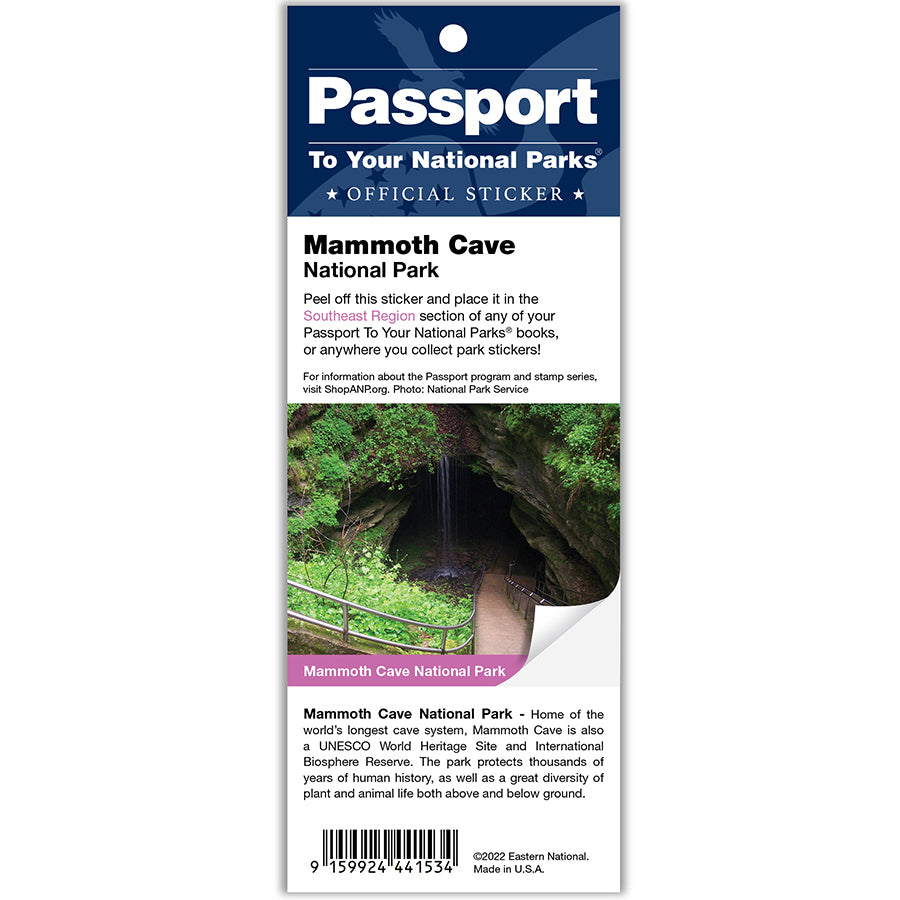 Passport
To Your National Parks®
★ OFFICIAL STICKER ★
Mammoth Cave
National Park
Peel off this sticker and place it in the
Southeast Region section of any of your
Passport To Your National Parks® books,
or anywhere you collect park stickers!
For information about the Passport program and stamp series,
visit ShopANP.org. Photo: National Park Service
Mammoth Cave National Park
Mammoth Cave National Park - Home of the
world's longest cave system, Mammoth Cave is also
a UNESCO World Heritage Site and International
Biosphere Reserve. The park protects thousands of
years of human history, as well as a great diversity of
plant and animal life both above and below ground.
9 159924 441534
©2022 Eastern National.
Made in U.S.A.